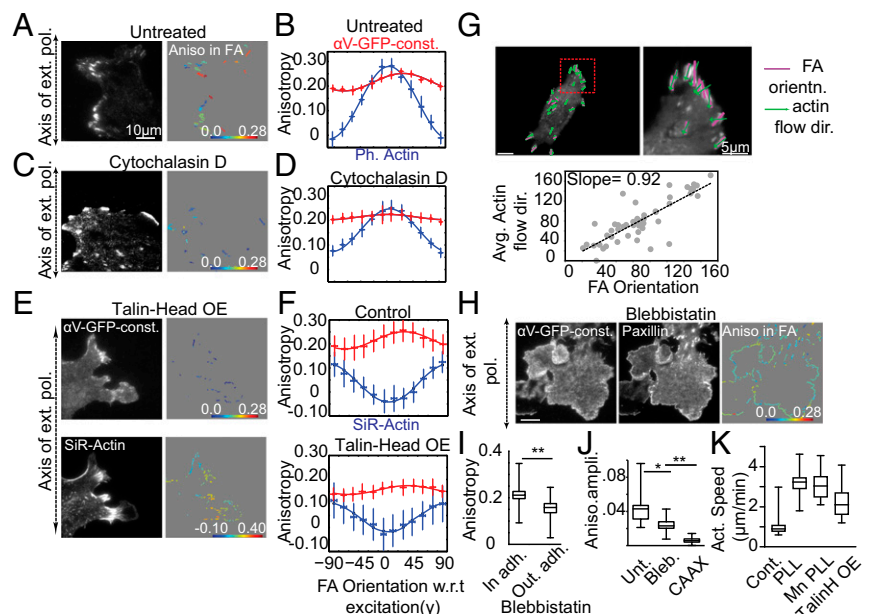 A
Untreated
Axis of ext. pol.
Aniso in FA
10μm
0.0 0.28
B
Untreated
αV-GFP-const.
Anisotropy
0.30
0.20
0.10
0
Ph. Actin
C
Cytochalasin D
Axis of ext. pol.
0.0 0.28
D
Cytochalasin D
Anisotropy
0.30
0.20
0.10
0
E
Talin-Head OE
Axis of ext. pol.
αV-GFP-const.
0.0 0.28
SiR-Actin
-0.10 0.40
F
Control
Anisotropy
0.30
0.20
0.10
0
-0.10
SiR-Actin
Talin-Head OE
Anisotropy
0.30
0.20
0.10
0
-0.10
−90 −45 0 45 90
FA Orientation w.r.t
excitation(γ)
G
5μm
FA
orientn.
actin
flow dir.
Slope= 0.92
Avg. Actin
flow dir.
160
120
80
40
0
0 40 80 120 160
FA Orientation
H
Blebbistatin
Axis of ext.
pol.
αV-GFP-const.
Paxillin
Aniso in FA
0.0 0.28
I
Anisotropy
0.4
0.2
0
**
In adh.
Out. adh.
Blebbistatin
J
Aniso.ampli.
.08
.04
* **
Unt.
Bleb.
CAAX
K
Act. Speed
(μm/min)
4
2
0
Cont.
PLL
Mn PLL
TalinH OE